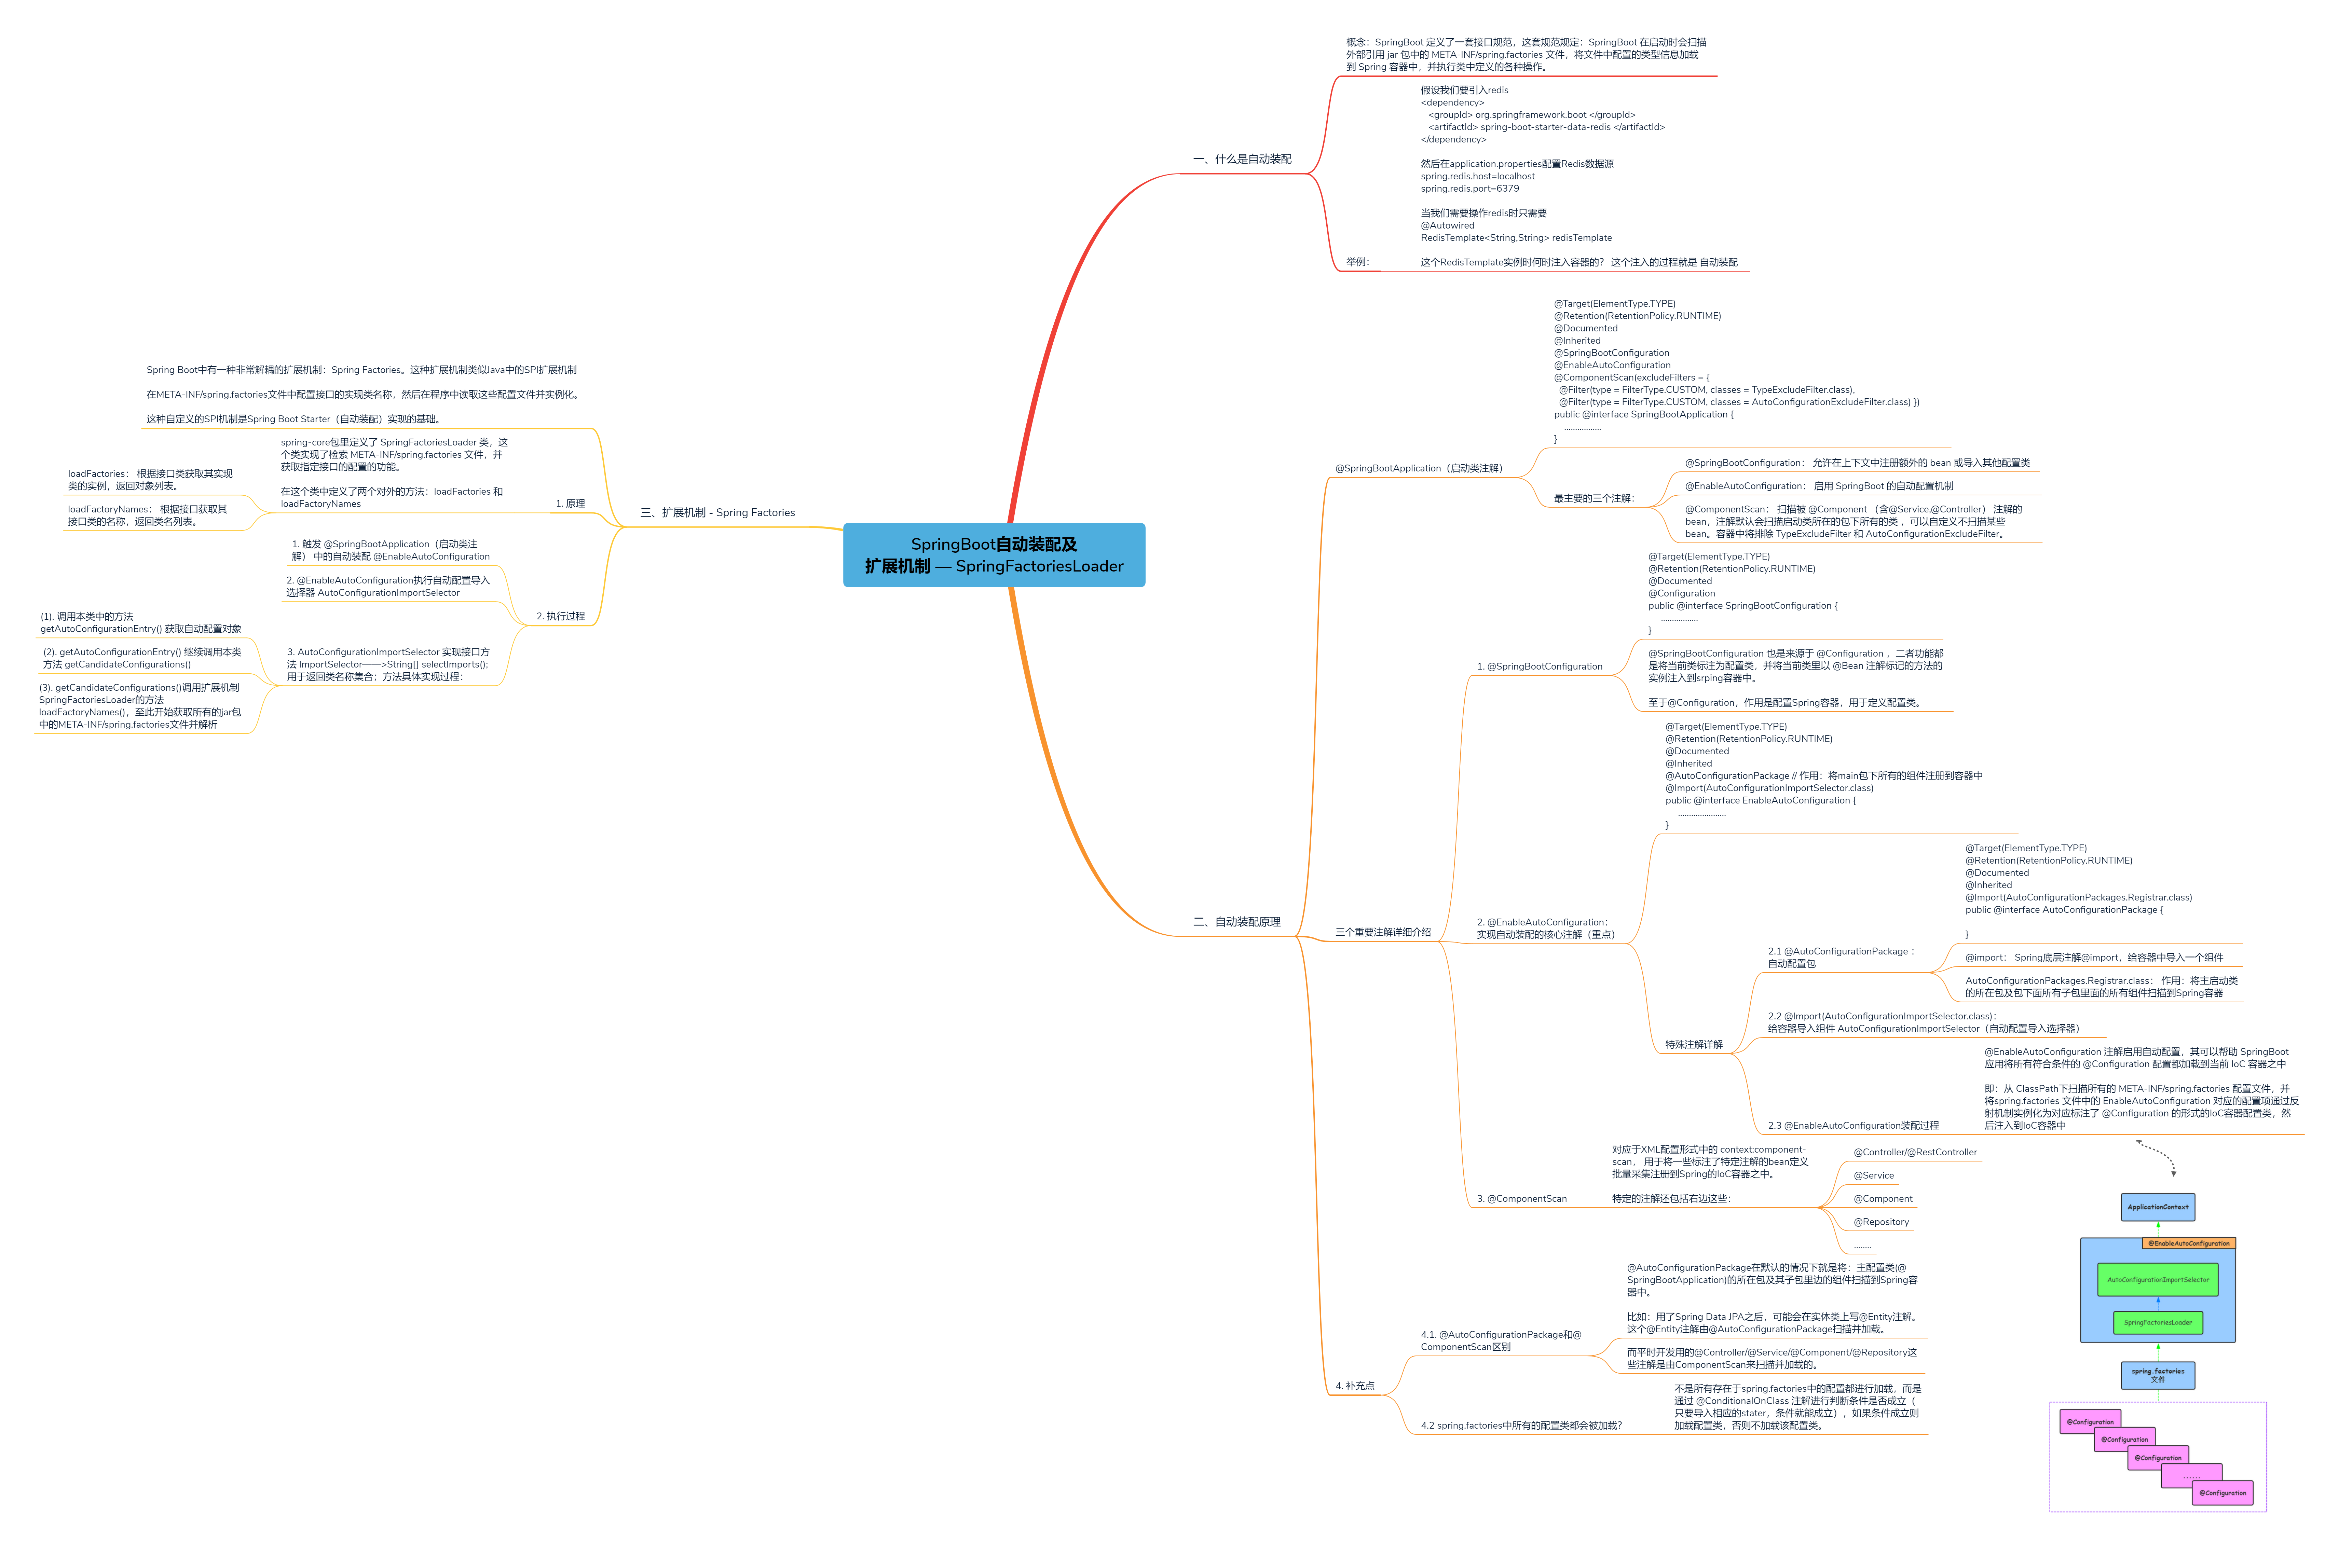 SpringBoot自动装配及
扩展机制 — SpringFactoriesLoader
一、什么是自动装配
概念：SpringBoot 定义了一套接口规范，这套规范规定：SpringBoot 在启动时会扫描
外部引用 jar 包中的 META-INF/spring.factories 文件，将文件中配置的类型信息加载
到 Spring 容器中，并执行类中定义的各种操作。
举例：
假设我们要引入redis
<dependency>
<groupId> org.springframework.boot </groupId>
<artifactId> spring-boot-starter-data-redis </artifactId>
</dependency>
然后在application.properties配置Redis数据源
spring.redis.host=localhost
spring.redis.port=6379
当我们需要操作redis时只需要
@Autowired
RedisTemplate<String,String> redisTemplate
这个RedisTemplate实例时何时注入容器的？ 这个注入的过程就是 自动装配
二、自动装配原理
@SpringBootApplication（启动类注解）
@Target(ElementType.TYPE)
@Retention(RetentionPolicy.RUNTIME)
@Documented
@Inherited
@SpringBootConfiguration
@EnableAutoConfiguration
@ComponentScan(excludeFilters = {
@Filter(type = FilterType.CUSTOM, classes = TypeExcludeFilter.class),
@Filter(type = FilterType.CUSTOM, classes = AutoConfigurationExcludeFilter.class) })
public @interface SpringBootApplication {
.................
}
最主要的三个注解：
@SpringBootConfiguration： 允许在上下文中注册额外的 bean 或导入其他配置类
@EnableAutoConfiguration： 启用 SpringBoot 的自动配置机制
@ComponentScan： 扫描被 @Component （含@Service,@Controller） 注解的
bean，注解默认会扫描启动类所在的包下所有的类 ，可以自定义不扫描某些
bean。容器中将排除 TypeExcludeFilter 和 AutoConfigurationExcludeFilter。
三个重要注解详细介绍
1. @SpringBootConfiguration
@Target(ElementType.TYPE)
@Retention(RetentionPolicy.RUNTIME)
@Documented
@Configuration
public @interface SpringBootConfiguration {
.................
}
@SpringBootConfiguration 也是来源于 @Configuration ，二者功能都
是将当前类标注为配置类，并将当前类里以 @Bean 注解标记的方法的
实例注入到srping容器中。
至于@Configuration，作用是配置Spring容器，用于定义配置类。
2. @EnableAutoConfiguration：
实现自动装配的核心注解（重点）
@Target(ElementType.TYPE)
@Retention(RetentionPolicy.RUNTIME)
@Documented
@Inherited
@AutoConfigurationPackage // 作用：将main包下所有的组件注册到容器中
@Import(AutoConfigurationImportSelector.class)
public @interface EnableAutoConfiguration {
......................
}
特殊注解详解
2.1 @AutoConfigurationPackage ：
自动配置包
@Target(ElementType.TYPE)
@Retention(RetentionPolicy.RUNTIME)
@Documented
@Inherited
@Import(AutoConfigurationPackages.Registrar.class)
public @interface AutoConfigurationPackage {
}
@import： Spring底层注解@import，给容器中导入一个组件
AutoConfigurationPackages.Registrar.class： 作用：将主启动类
的所在包及包下面所有子包里面的所有组件扫描到Spring容器
2.2 @Import(AutoConfigurationImportSelector.class)：
给容器导入组件 AutoConfigurationImportSelector（自动配置导入选择器）
2.3 @EnableAutoConfiguration装配过程
@EnableAutoConfiguration 注解启用自动配置，其可以帮助 SpringBoot
应用将所有符合条件的 @Configuration 配置都加载到当前 IoC 容器之中
即：从 ClassPath下扫描所有的 META-INF/spring.factories 配置文件，并
将spring.factories 文件中的 EnableAutoConfiguration 对应的配置项通过反
射机制实例化为对应标注了 @Configuration 的形式的IoC容器配置类，然
后注入到IoC容器中
ApplicationContext
@EnableAutoConfiguration
AutoConfigurationImportSelector
SpringFactoriesLoader
spring.factories
文件
@Configuration
@Configuration
@Configuration
......
@Configuration
3. @ComponentScan
对应于XML配置形式中的 context:component-
scan， 用于将一些标注了特定注解的bean定义
批量采集注册到Spring的IoC容器之中。
特定的注解还包括右边这些：
@Controller/@RestController
@Service
@Component
@Repository
........
4. 补充点
4.1. @AutoConfigurationPackage和@
ComponentScan区别
@AutoConfigurationPackage在默认的情况下就是将：主配置类(@
SpringBootApplication)的所在包及其子包里边的组件扫描到Spring容
器中。
比如：用了Spring Data JPA之后，可能会在实体类上写@Entity注解。
这个@Entity注解由@AutoConfigurationPackage扫描并加载。
而平时开发用的@Controller/@Service/@Component/@Repository这
些注解是由ComponentScan来扫描并加载的。
4.2 spring.factories中所有的配置类都会被加载？
不是所有存在于spring.factories中的配置都进行加载，而是
通过 @ConditionalOnClass 注解进行判断条件是否成立（
只要导入相应的stater，条件就能成立），如果条件成立则
加载配置类，否则不加载该配置类。
三、扩展机制 - Spring Factories
Spring Boot中有一种非常解耦的扩展机制：Spring Factories。这种扩展机制类似Java中的SPI扩展机制
在META-INF/spring.factories文件中配置接口的实现类名称，然后在程序中读取这些配置文件并实例化。
这种自定义的SPI机制是Spring Boot Starter（自动装配）实现的基础。
1. 原理
spring-core包里定义了 SpringFactoriesLoader 类，这
个类实现了检索 META-INF/spring.factories 文件，并
获取指定接口的配置的功能。
在这个类中定义了两个对外的方法：loadFactories 和
loadFactoryNames
loadFactories： 根据接口类获取其实现
类的实例，返回对象列表。
loadFactoryNames： 根据接口获取其
接口类的名称，返回类名列表。
2. 执行过程
1. 触发 @SpringBootApplication（启动类注
解） 中的自动装配 @EnableAutoConfiguration
2. @EnableAutoConfiguration执行自动配置导入
选择器 AutoConfigurationImportSelector
3. AutoConfigurationImportSelector 实现接口方
法 ImportSelector——>String[] selectImports();
用于返回类名称集合；方法具体实现过程：
(1). 调用本类中的方法
getAutoConfigurationEntry() 获取自动配置对象
(2). getAutoConfigurationEntry() 继续调用本类
方法 getCandidateConfigurations()
(3). getCandidateConfigurations()调用扩展机制
SpringFactoriesLoader的方法
loadFactoryNames()，至此开始获取所有的jar包
中的META-INF/spring.factories文件并解析